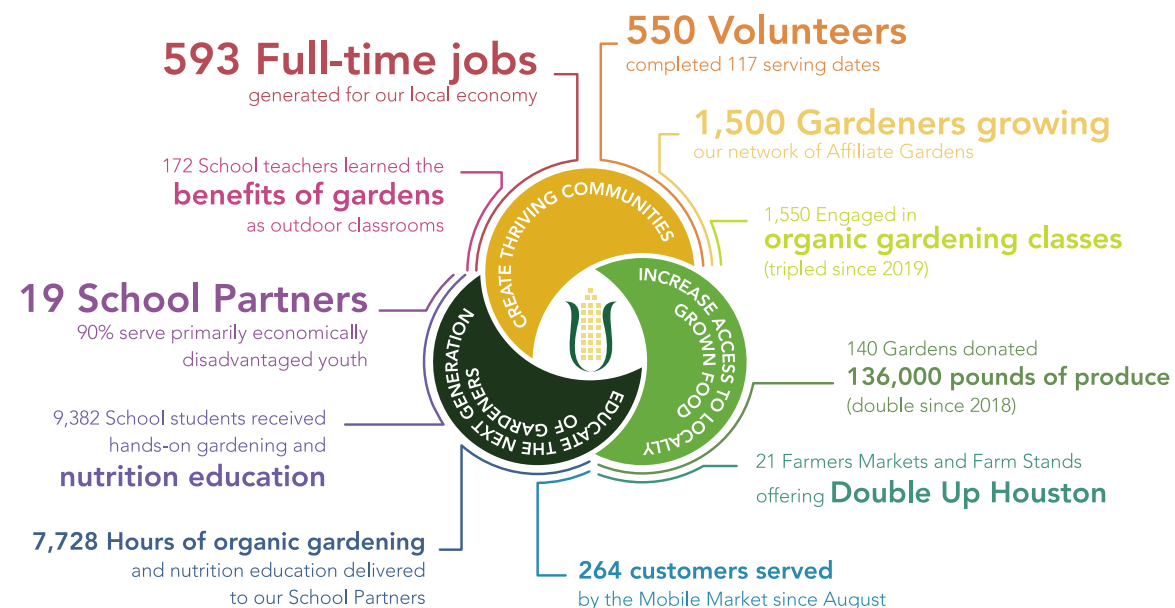 593 Full-time jobs
generated for our local economy
550 Volunteers
completed 117 serving dates
1,500 Gardeners growing
our network of Affiliate Gardens
172 School teachers learned the
benefits of gardens
as outdoor classrooms
1,550 Engaged in
organic gardening classes
(tripled since 2019)
19 School Partners
90% serve primarily economically
disadvantaged youth
CREATE THRIVING COMMUNITIES
INCREASE ACCESS TO LOCALLY
GROWN FOOD
EDUCATE THE NEXT GENERATION
OF GARDENERS
140 Gardens donated
136,000 pounds of produce
(double since 2018)
9,382 School students received
hands-on gardening and
nutrition education
21 Farmers Markets and Farm Stands
offering Double Up Houston
7,728 Hours of organic gardening
and nutrition education delivered
to our School Partners
264 customers served
by the Mobile Market since August